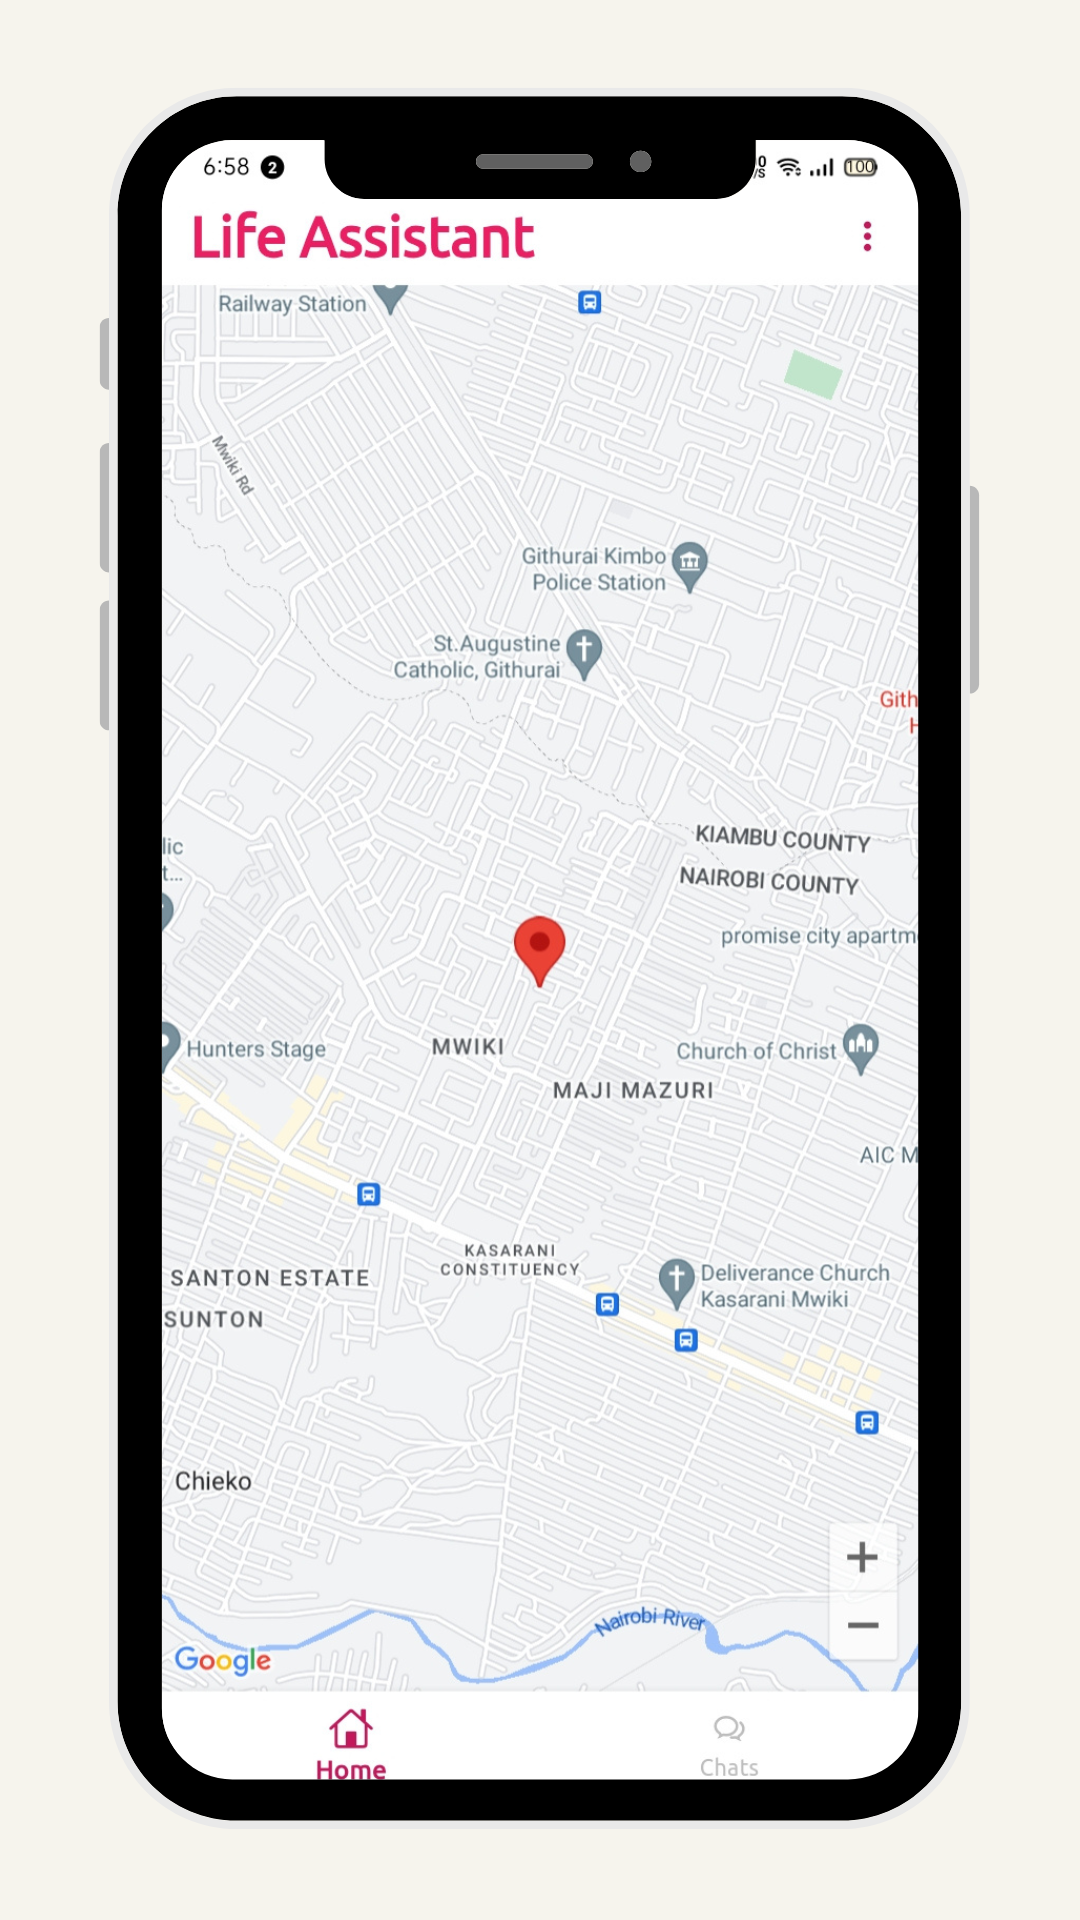 6:58 2
100
Life Assistant
Railway Station
Mwiki Rd
Githurai Kimbo
Police Station
St.Augustine
Catholic, Githurai
Gith
H
KIAMBU COUNTY
NAIROBI COUNTY
lic
t...
promise city apartm
Hunters Stage
MWIKI
Church of Christ
MAJI MAZURI
AIC M
KASARANI
CONSTITUENCY
SANTON ESTATE
SUNTON
Deliverance Church
Kasarani Mwiki
Chieko
+
Nairobi River
−
Google
Home
Chats